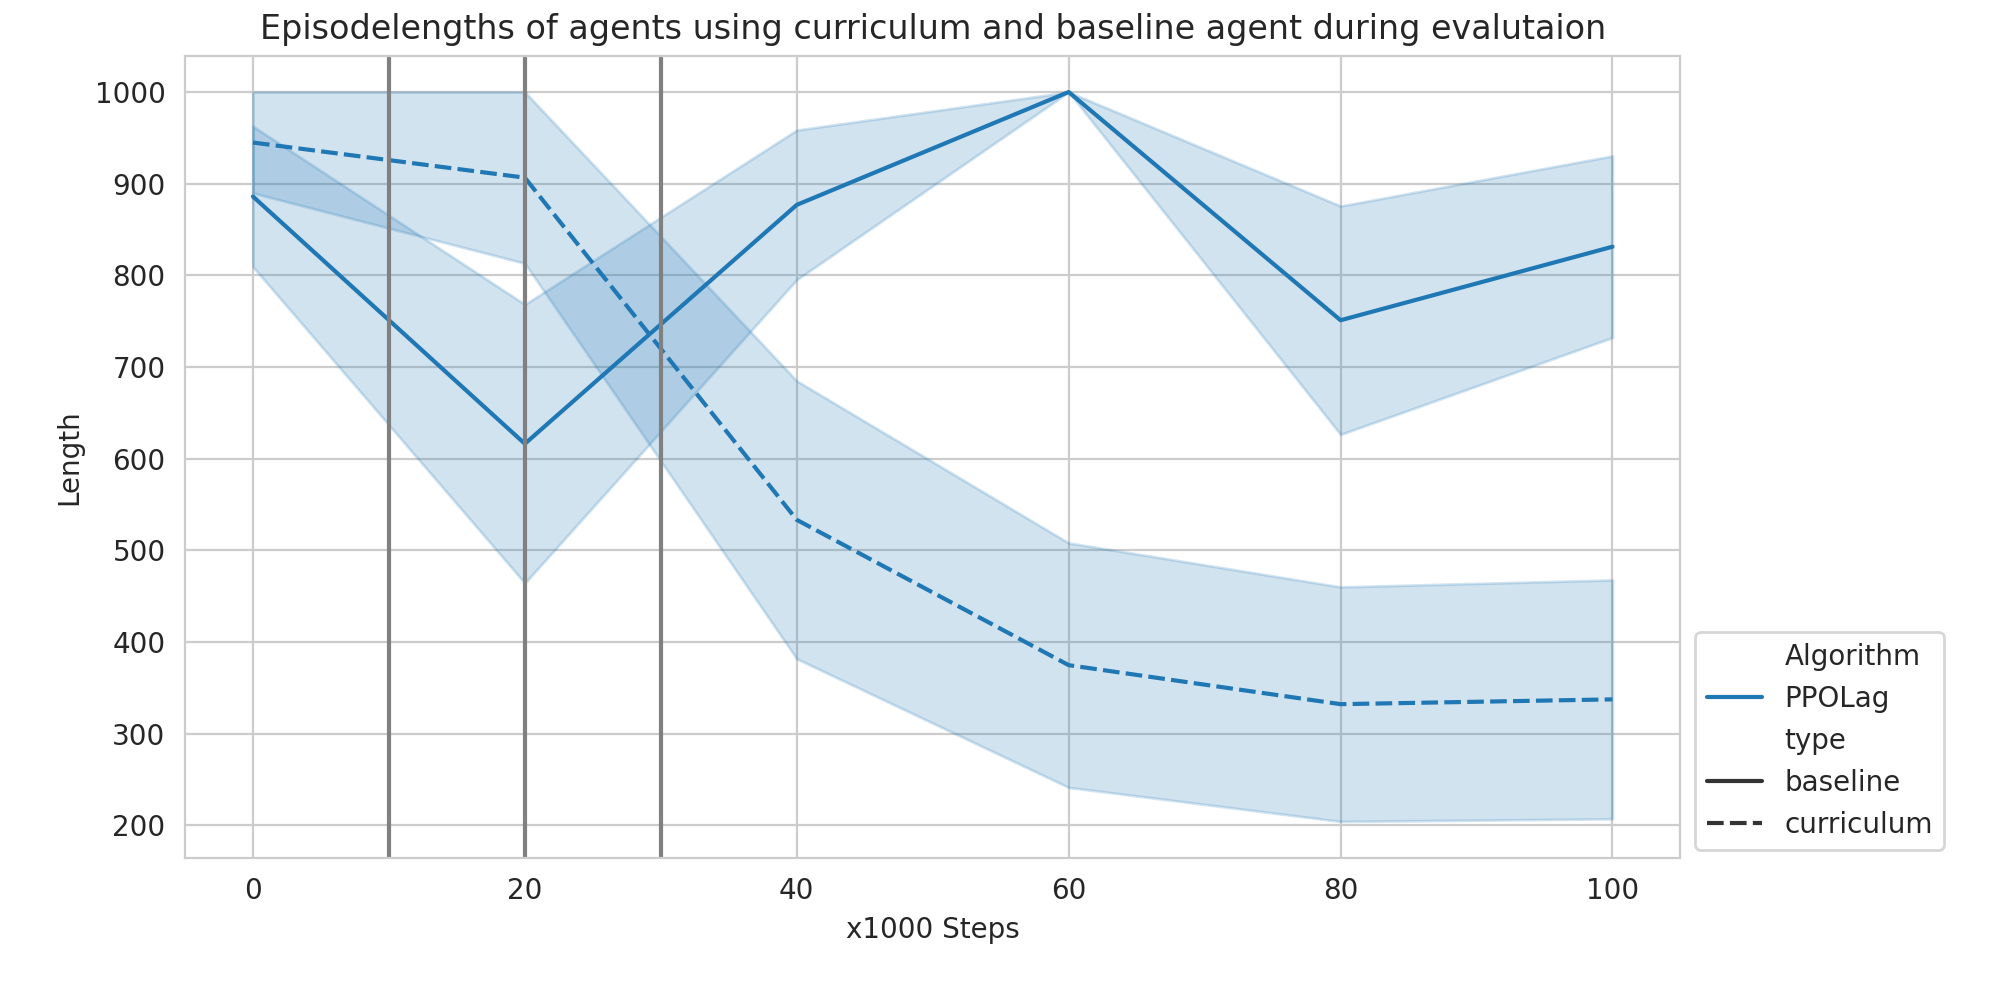 Episodelengths of agents using curriculum and baseline agent during evalutaion
1000
900
800
700
600
500
400
300
200
Length
0 20 40 60 80 100
x1000 Steps
Algorithm
PPOLag
type
baseline
curriculum